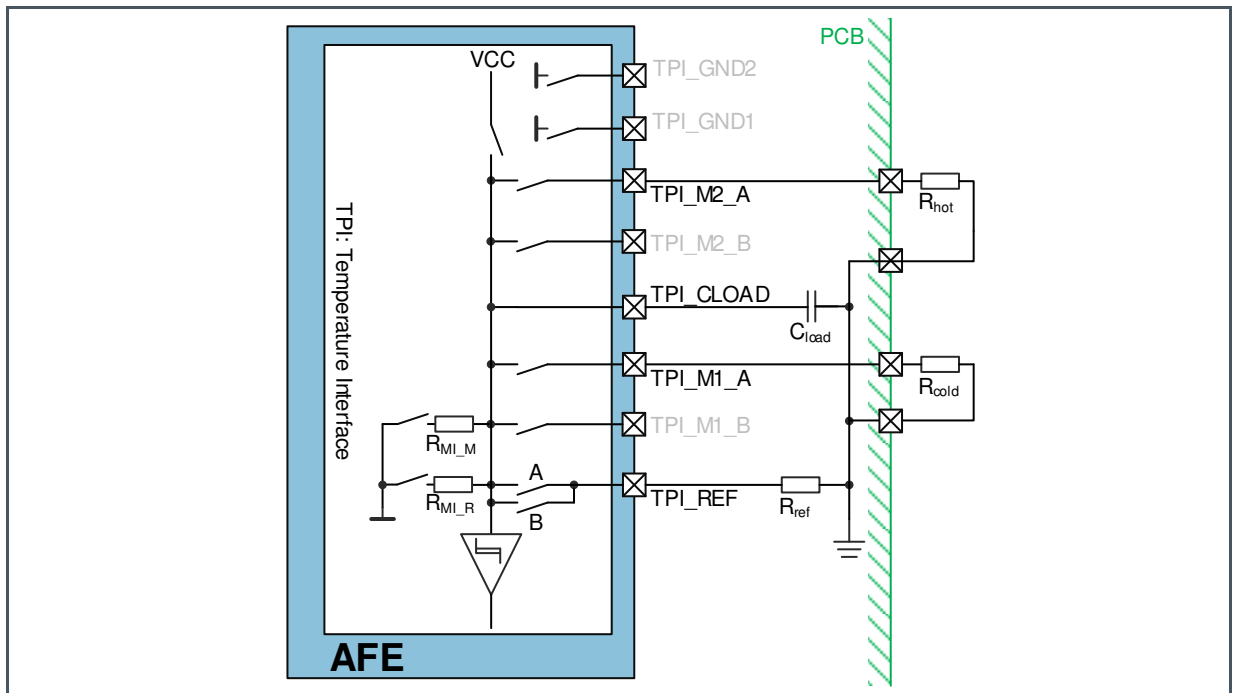 PCB
VCC
TPI_GND2
TPI_GND1
TPI_M2_A
Rhot
TPI: Temperature Interface
TPI_M2_B
TPI_CLOAD
Cload
TPI_M1_A
Rcold
TPI_M1_B
RMI_M
A
RMI_R
B
TPI_REF
Rref
AFE